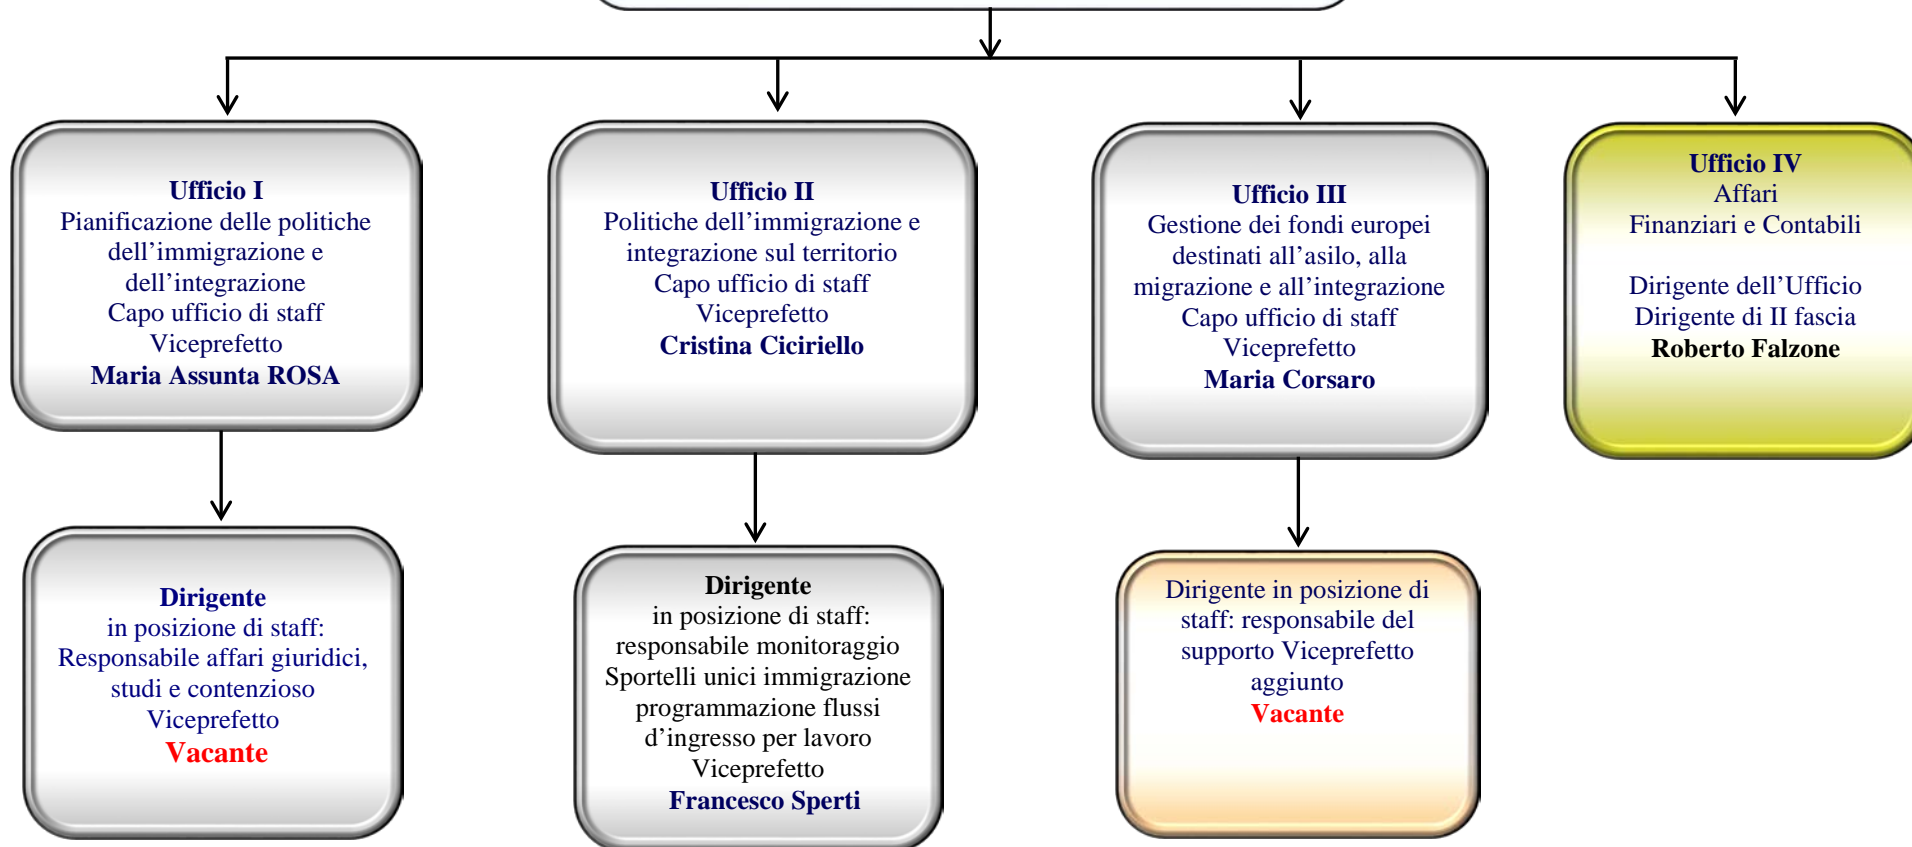 Ufficio I
Pianificazione delle politiche
dell’immigrazione e
dell’integrazione
Capo ufficio di staff
Viceprefetto
Maria Assunta ROSA
Ufficio II
Politiche dell’immigrazione e
integrazione sul territorio
Capo ufficio di staff
Viceprefetto
Cristina Ciciriello
Ufficio III
Gestione dei fondi europei
destinati all’asilo, alla
migrazione e all’integrazione
Capo ufficio di staff
Viceprefetto
Maria Corsaro
Ufficio IV
Affari
Finanziari e Contabili
Dirigente dell’Ufficio
Dirigente di II fascia
Roberto Falzone
Dirigente
in posizione di staff:
Responsabile affari giuridici,
studi e contenzioso
Viceprefetto
Vacante
Dirigente
in posizione di staff:
responsabile monitoraggio
Sportelli unici immigrazione
programmazione flussi
d’ingresso per lavoro
Viceprefetto
Francesco Sperti
Dirigente in posizione di
staff: responsabile del
supporto Viceprefetto
aggiunto
Vacante